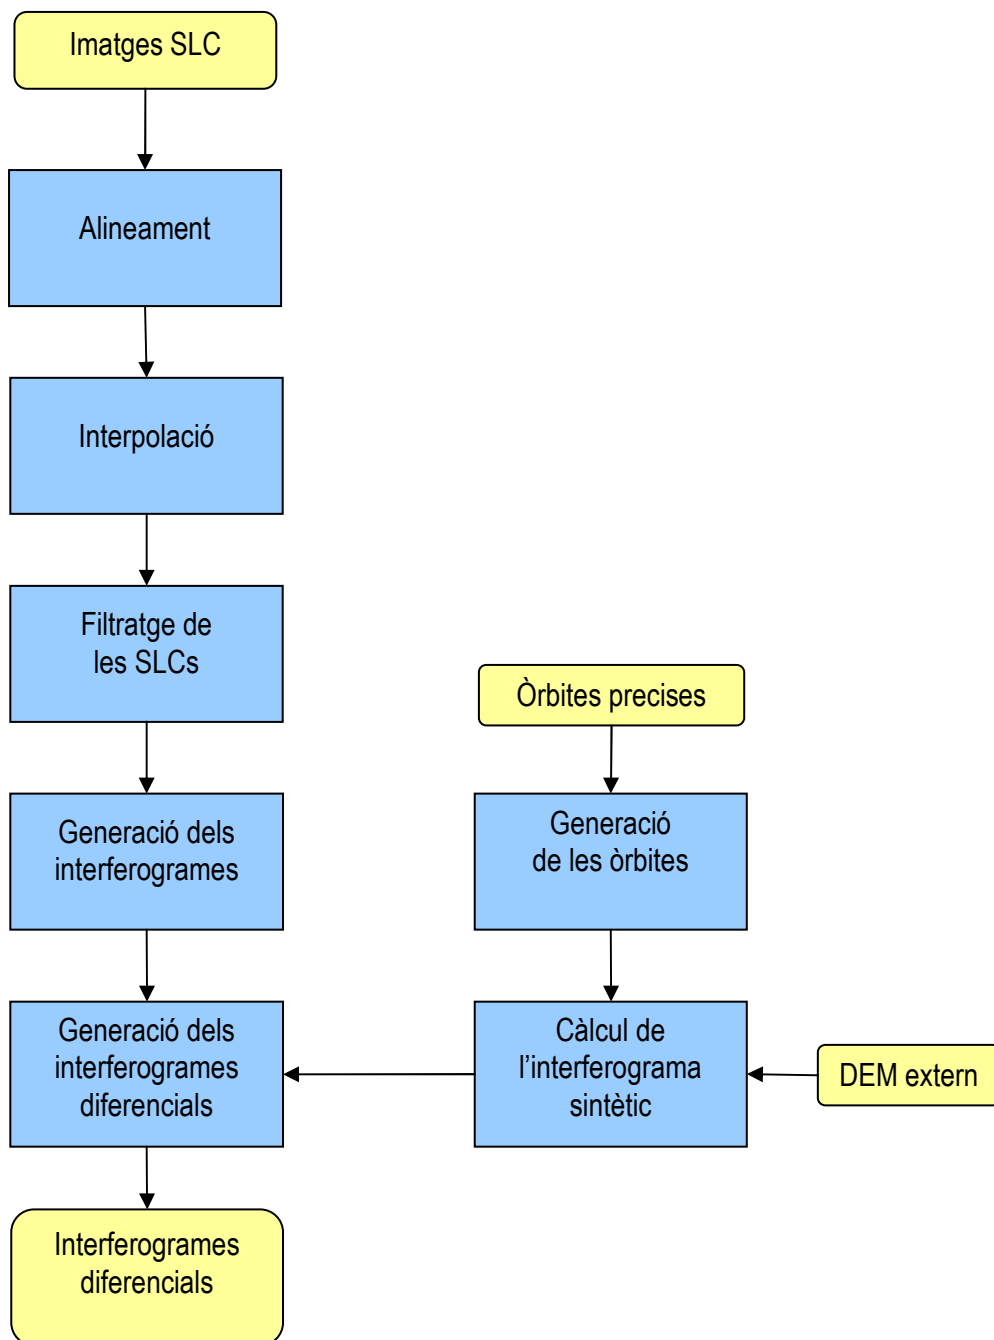 Imatges SLC
Alineament
Interpolació
Filtratge de
les SLCs
Òrbites precises
Generació dels
interferogrames
Generació
de les òrbites
Generació dels
interferogrames
diferencials
Càlcul de
l’interferograma
sintètic
DEM extern
Interferogrames
diferencials